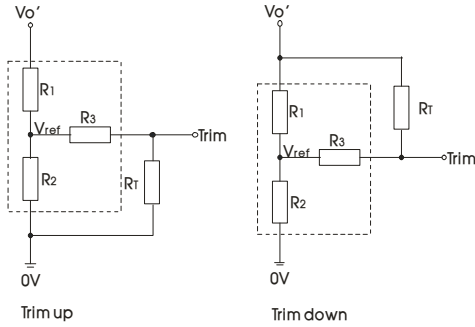 Vo'
R1
Vref
R3
Trim
R2
RT
0V
Trim up
Vo'
R1
RT
Vref
R3
Trim
R2
0V
Trim down